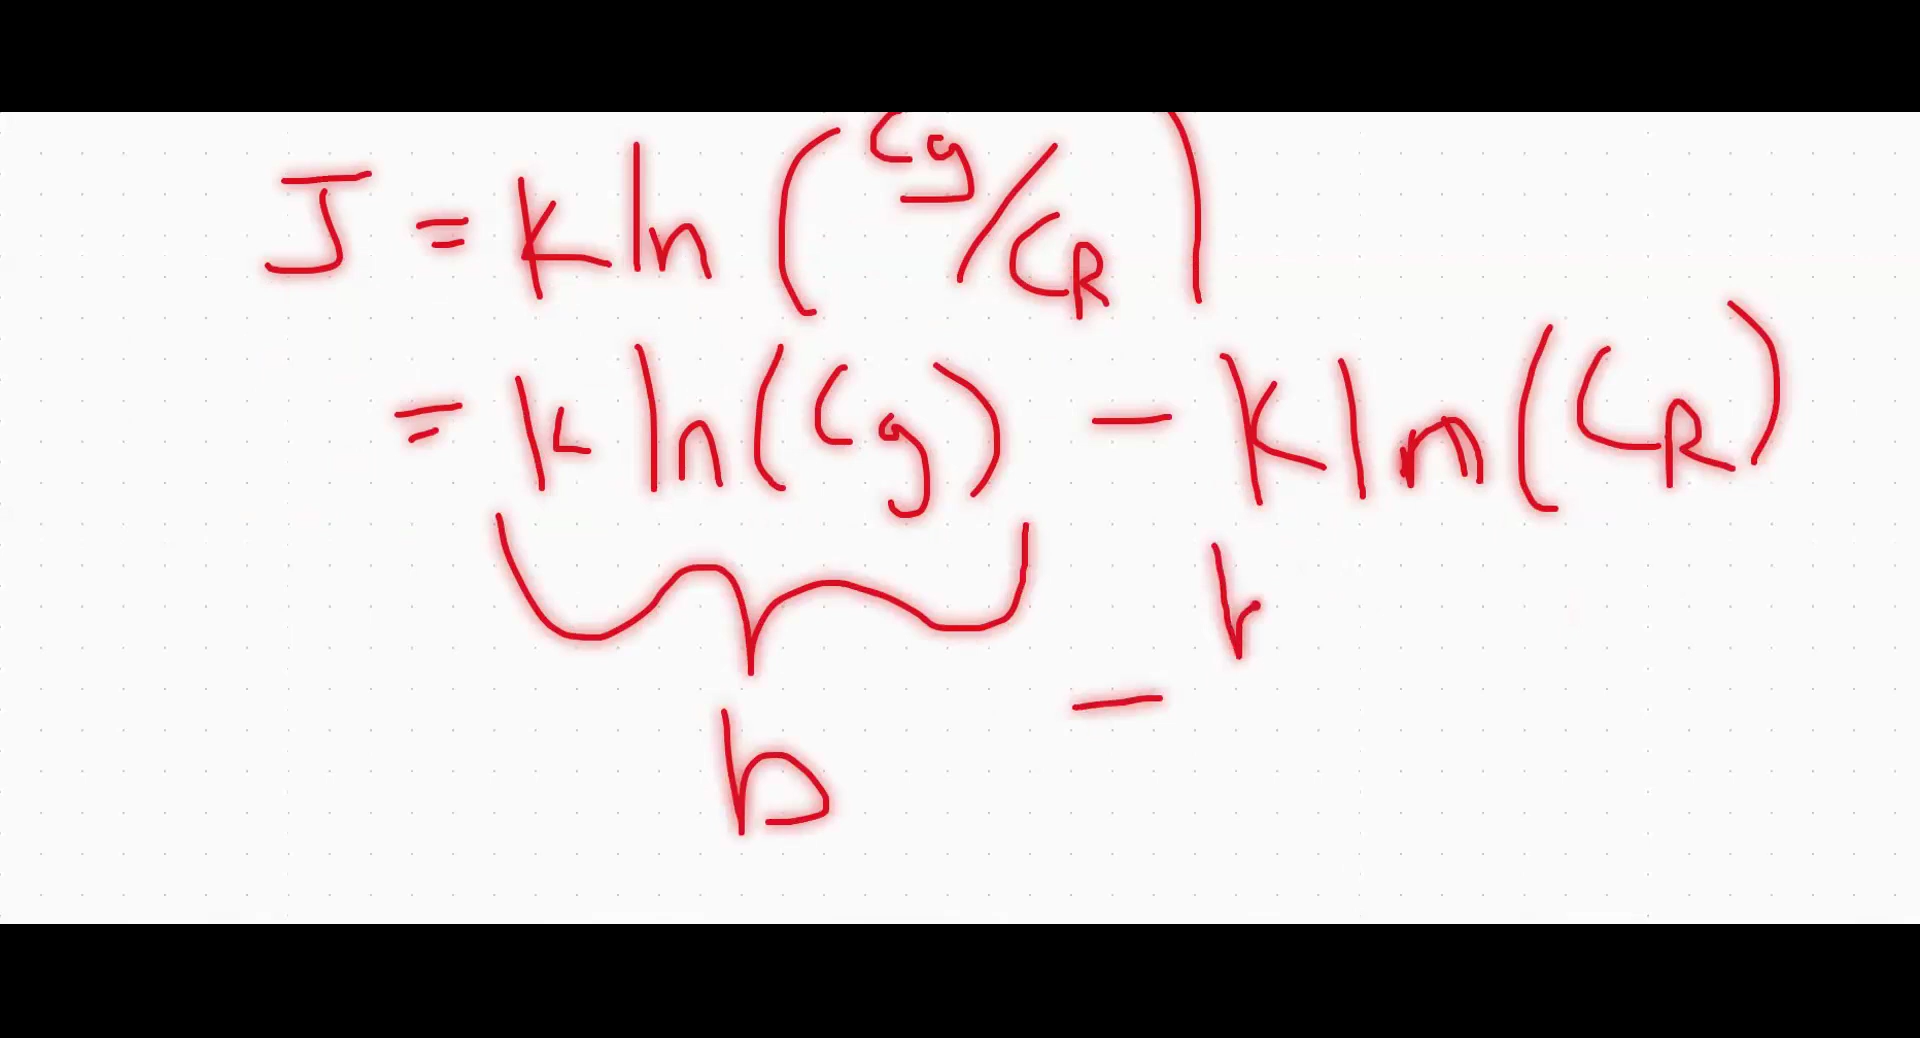 J = k ln (Cg/CR)
= k ln(Cg) - k ln(CR)
b -